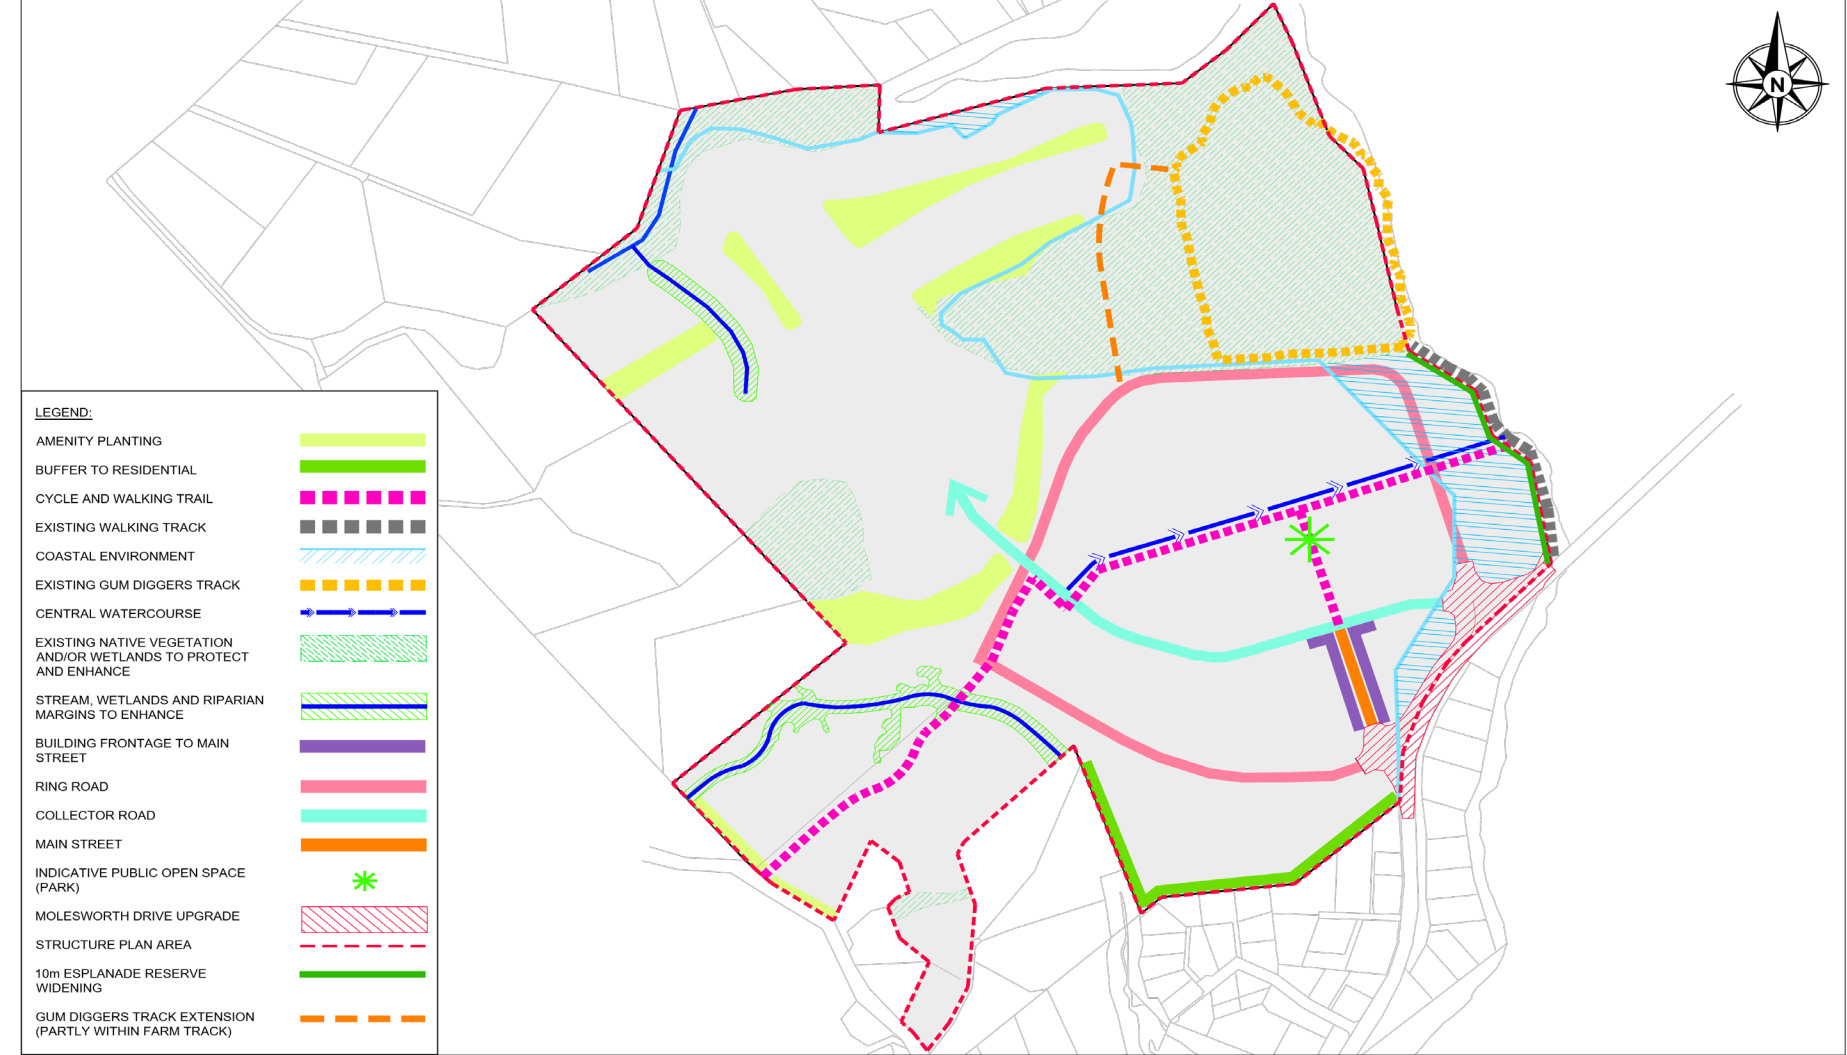 N
LEGEND:
AMENITY PLANTING
BUFFER TO RESIDENTIAL
CYCLE AND WALKING TRAIL
EXISTING WALKING TRACK
COASTAL ENVIRONMENT
EXISTING GUM DIGGERS TRACK
CENTRAL WATERCOURSE
EXISTING NATIVE VEGETATION
AND/OR WETLANDS TO PROTECT
AND ENHANCE
STREAM, WETLANDS AND RIPARIAN
MARGINS TO ENHANCE
BUILDING FRONTAGE TO MAIN
STREET
RING ROAD
COLLECTOR ROAD
MAIN STREET
INDICATIVE PUBLIC OPEN SPACE
(PARK)
MOLESWORTH DRIVE UPGRADE
STRUCTURE PLAN AREA
10m ESPLANADE RESERVE
WIDENING
GUM DIGGERS TRACK EXTENSION
(PARTLY WITHIN FARM TRACK)